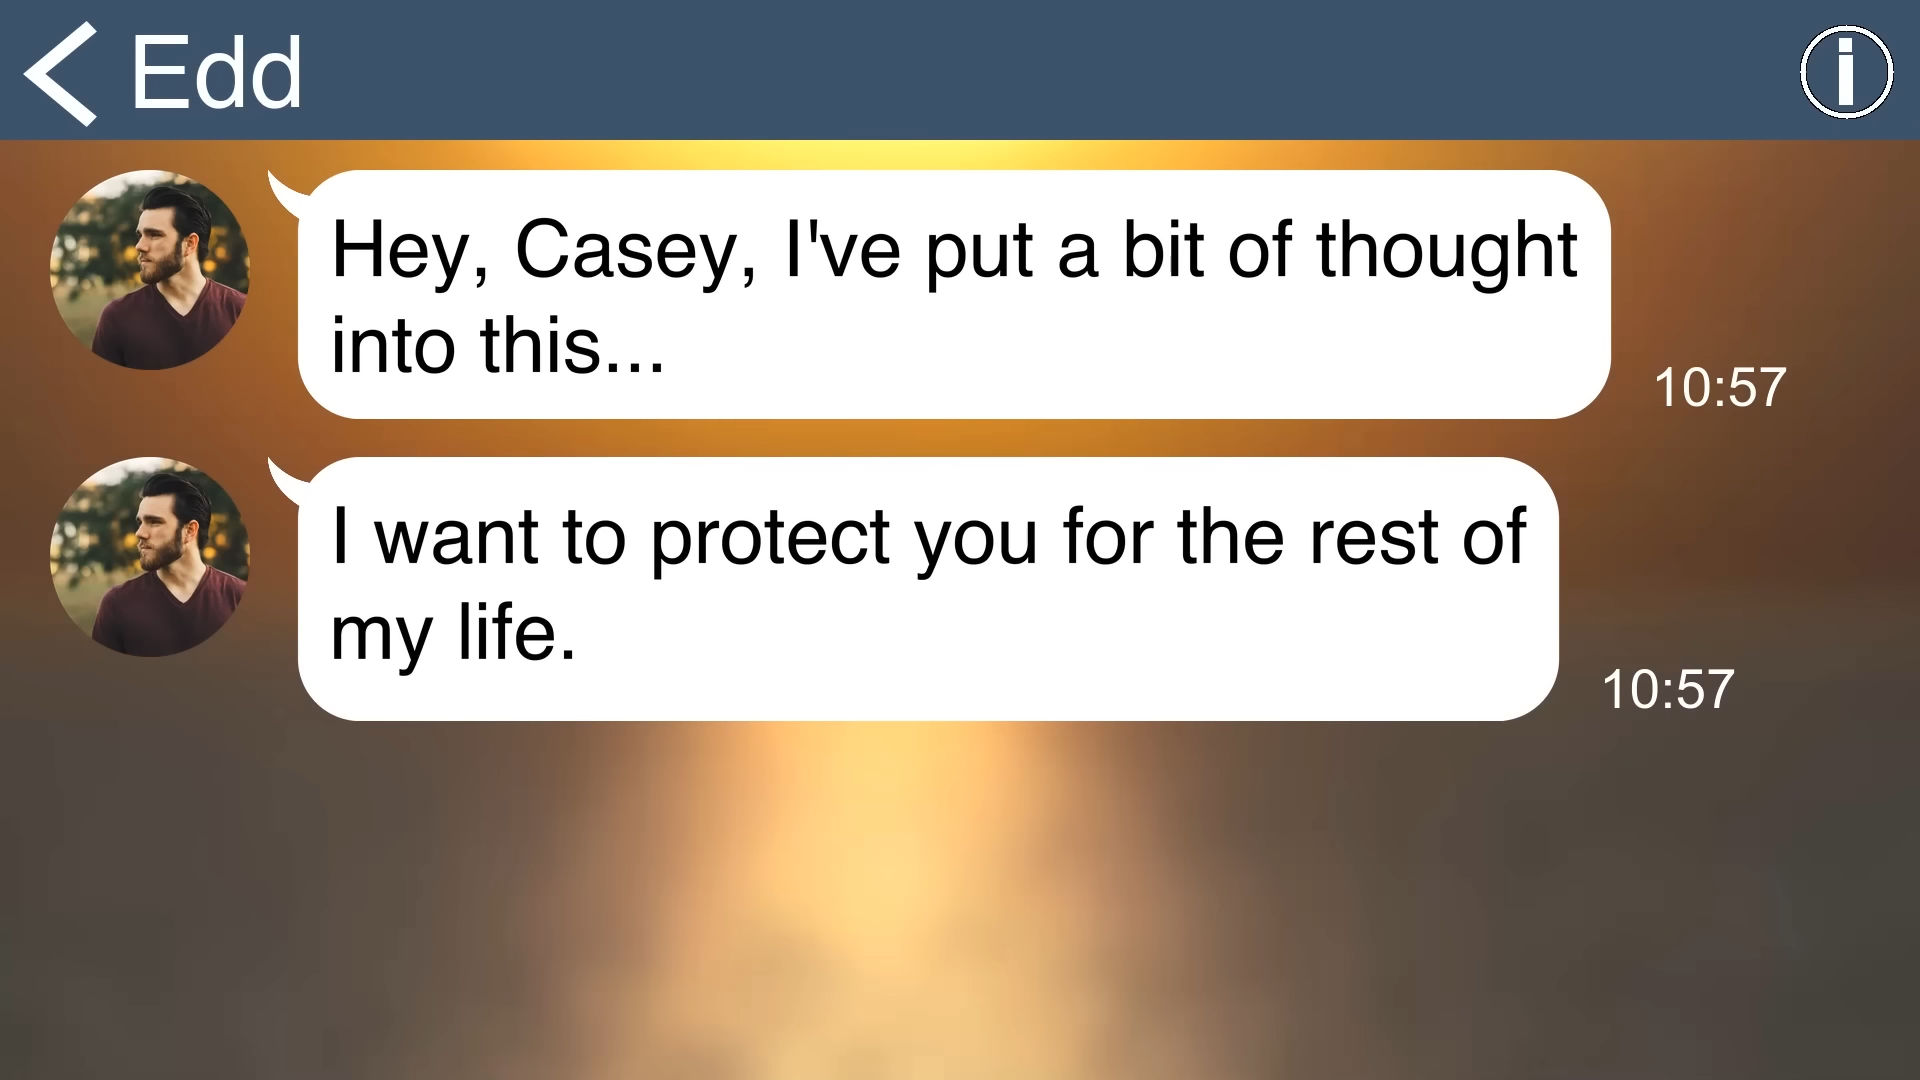 Edd
Hey, Casey, I've put a bit of thought
into this...
10:57
I want to protect you for the rest of
my life.
10:57